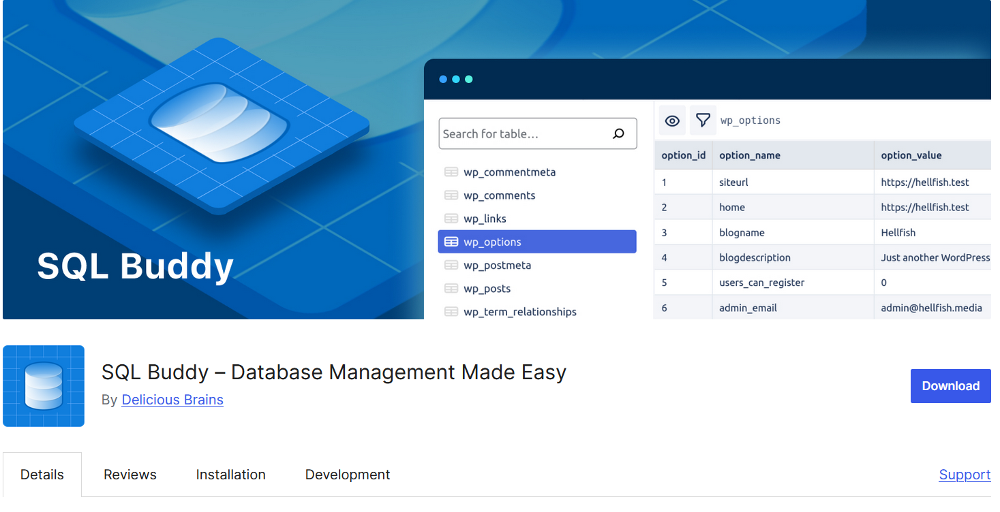 SQL Buddy
Search for table...
wp_commentmeta
wp_comments
wp_links
wp_options
wp_postmeta
wp_posts
wp_term_relationships
wp_options
option_id option_name option_value
1 siteurl https://hellfish.test
2 home https://hellfish.test
3 blogname Hellfish
4 blogdescription Just another WordPress
5 users_can_register 0
6 admin_email admin@hellfish.media
SQL Buddy – Database Management Made Easy
By Delicious Brains
Download
Details Reviews Installation Development Support